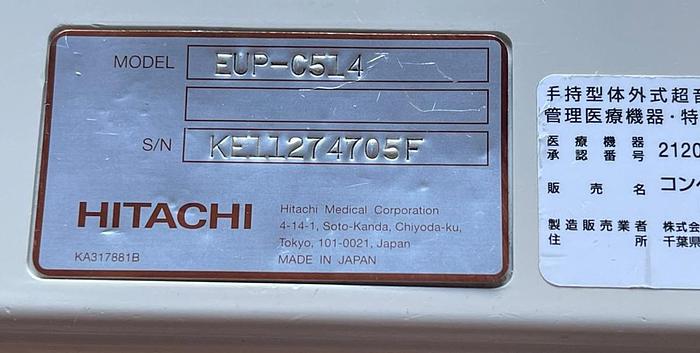 MODEL EUP-C514
S/N KE11274705F
HITACHI
Hitachi Medical Corporation
4-14-1, Soto-Kanda, Chiyoda-ku,
Tokyo, 101-0021, Japan
KA317881B MADE IN JAPAN
手持型体外式超音
管理医療機器・特
医療機器
承認番号 2120
販売名 コンベ
製造販売業者 株式会
住所 千葉県